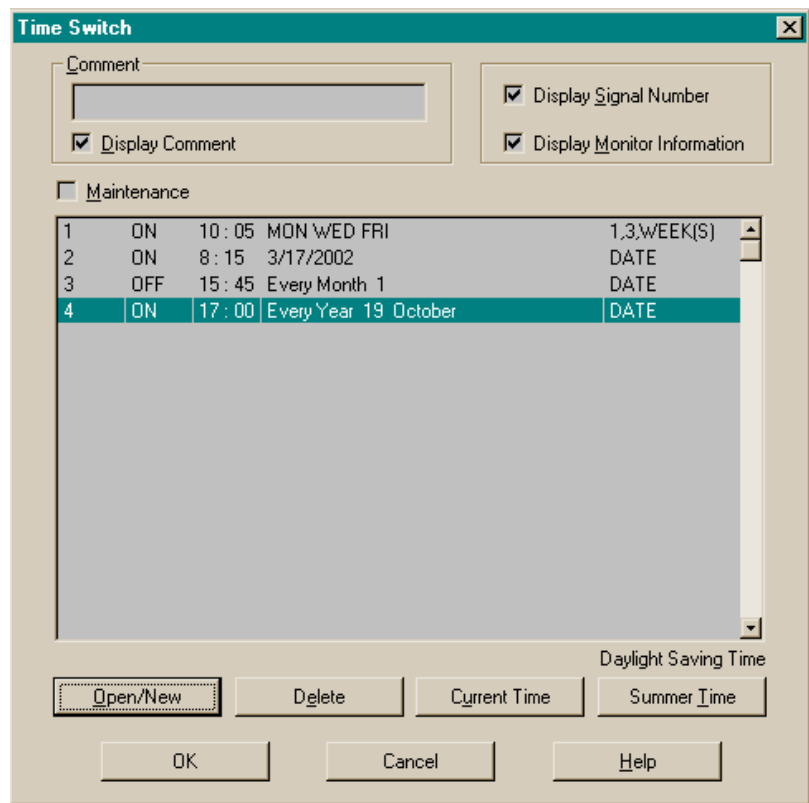 Time Switch
Comment
Display Comment
Display Signal Number
Display Monitor Information
Maintenance
1 ON 10 : 05 MON WED FRI 1,3,WEEK(S)
2 ON 8 : 15 3/17/2002 DATE
3 OFF 15 : 45 Every Month 1 DATE
4 ON 17 : 00 Every Year 19 October DATE
Daylight Saving Time
Open/New Delete Current Time Summer Time
OK Cancel Help